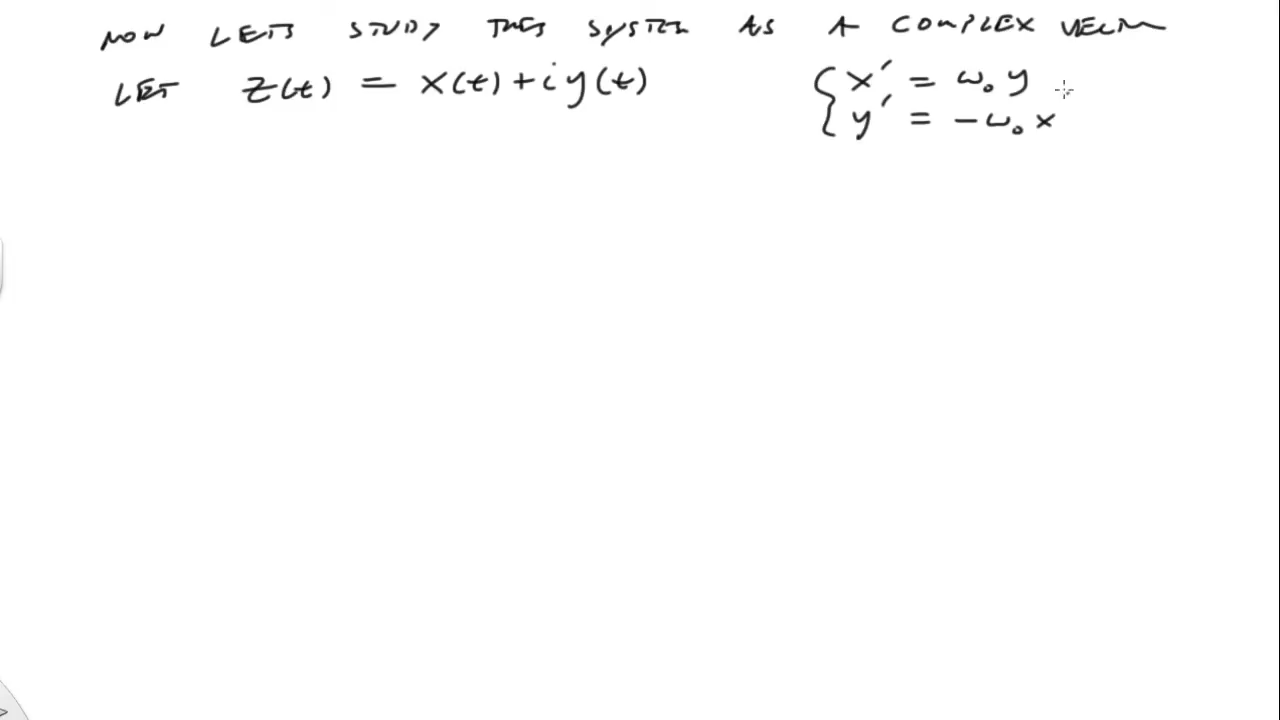 NOW LETS STUDY THIS SYSTEM AS A COMPLEX VECTOR
LET z(t) = x(t) + i y(t)
{ x' = ω₀ y
y' = -ω₀ x